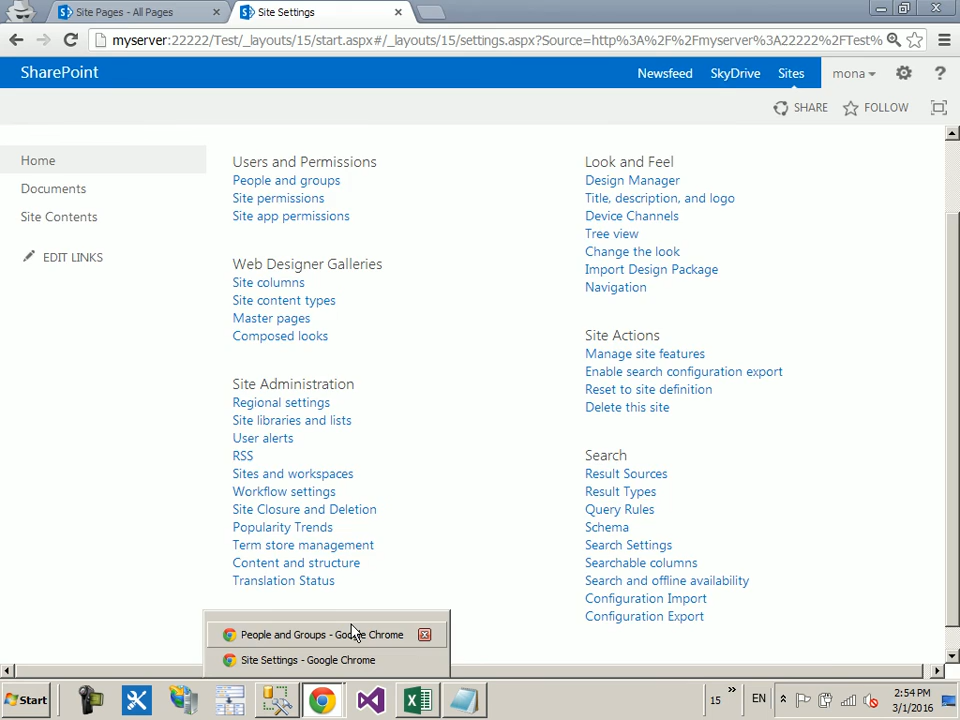 Site Pages - All Pages
Site Settings
myserver:22222/Test/_layouts/15/start.aspx#/_layouts/15/settings.aspx?Source=http%3A%2F%2Fmyserver%3A22222%2FTest%
SharePoint
Newsfeed
SkyDrive
Sites
mona
?
SHARE
FOLLOW
Home
Documents
Site Contents
EDIT LINKS
Users and Permissions
People and groups
Site permissions
Site app permissions
Web Designer Galleries
Site columns
Site content types
Master pages
Composed looks
Site Administration
Regional settings
Site libraries and lists
User alerts
RSS
Sites and workspaces
Workflow settings
Site Closure and Deletion
Popularity Trends
Term store management
Content and structure
Translation Status
Look and Feel
Design Manager
Title, description, and logo
Device Channels
Tree view
Change the look
Import Design Package
Navigation
Site Actions
Manage site features
Enable search configuration export
Reset to site definition
Delete this site
Search
Result Sources
Result Types
Query Rules
Schema
Search Settings
Searchable columns
Search and offline availability
Configuration Import
Configuration Export
People and Groups - Google Chrome
Site Settings - Google Chrome
Start
15
EN
2:54 PM
3/1/2016